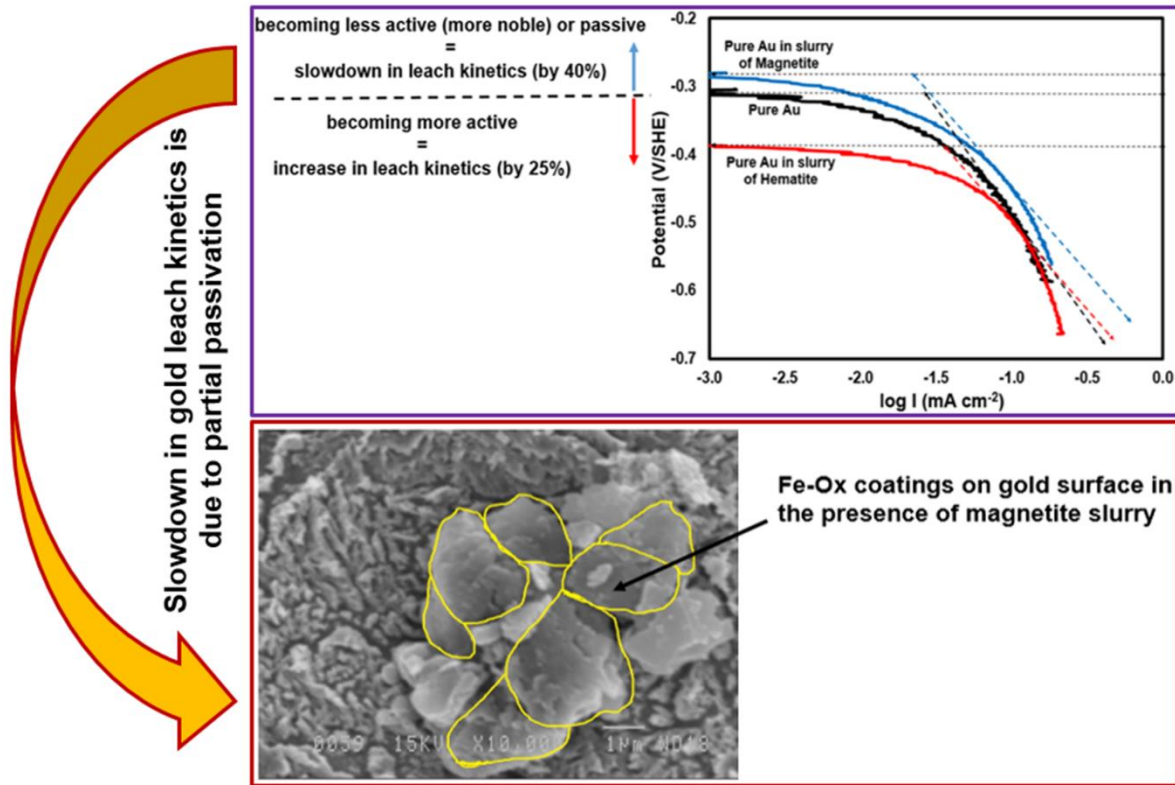 Slowdown in gold leach kinetics is
due to partial passivation
becoming less active (more noble) or passive
=
slowdown in leach kinetics (by 40%)
becoming more active
=
increase in leach kinetics (by 25%)
Potential (V/SHE)
-0.2
-0.3
-0.4
-0.5
-0.6
-0.7
Pure Au in slurry
of Magnetite
Pure Au
Pure Au in slurry
of Hematite
-3.0 -2.5 -2.0 -1.5 -1.0 -0.5 0.0
log I (mA cm⁻²)
Fe-Ox coatings on gold surface in
the presence of magnetite slurry
0059 15KV 1μm